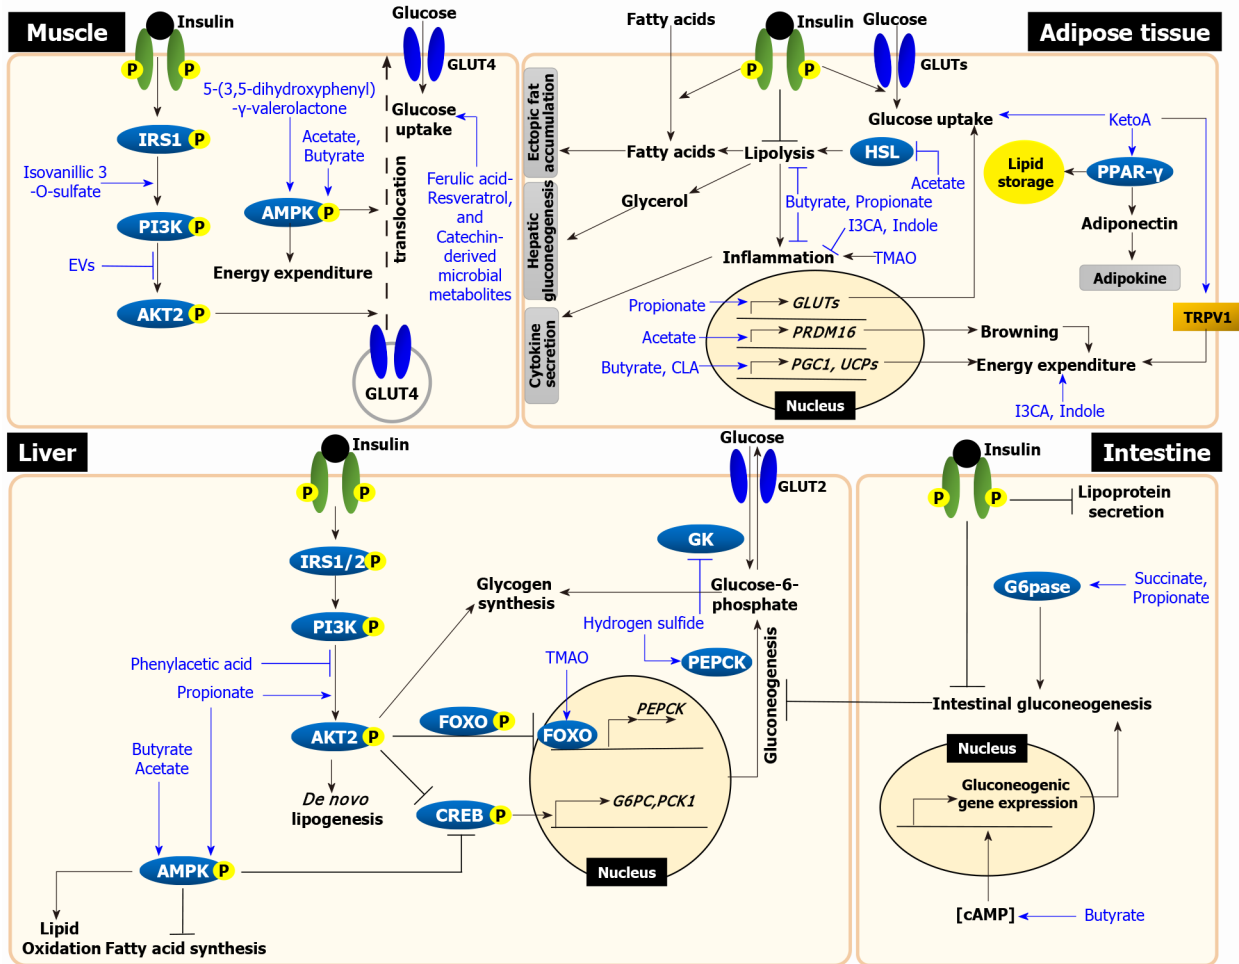 Muscle
Insulin
P
P
Glucose
GLUT4
5-(3,5-dihydroxyphenyl)
-γ-valerolactone
Glucose
uptake
IRS1
P
Acetate,
Butyrate
Isovanillic 3
-O-sulfate
Ferulic acid-
Resveratrol,
and
Catechin-
derived
microbial
metabolites
PI3K
P
AMPK
P
translocation
EVs
Energy expenditure
AKT2
P
GLUT4
Adipose tissue
Fatty acids
Insulin
Glucose
P
P
GLUTs
Ectopic fat
accumulation
Glucose uptake
KetoA
Fatty acids
Lipolysis
HSL
Lipid
storage
PPAR-γ
Acetate
Hepatic
gluconeogenesis
Glycerol
Butyrate, Propionate
I3CA, Indole
Adiponectin
Inflammation
TMAO
Adipokine
Cytokine
secretion
Propionate
GLUTs
TRPV1
Acetate
PRDM16
Browning
Butyrate, CLA
PGC1, UCPs
Energy expenditure
Nucleus
I3CA, Indole
Liver
Insulin
P
P
Glucose
GLUT2
IRS1/2
P
GK
Glycogen
synthesis
Glucose-6-
phosphate
PI3K
P
Hydrogen sulfide
Phenylacetic acid
TMAO
PEPCK
Gluconeogenesis
Propionate
AKT2
P
FOXO
P
FOXO
PEPCK
Butyrate
Acetate
De novo
lipogenesis
CREB
P
G6PC,PCK1
AMPK
P
Nucleus
Lipid
Oxidation
Fatty acid synthesis
Intestine
Insulin
P
P
Lipoprotein
secretion
G6pase
Succinate,
Propionate
Intestinal gluconeogenesis
Nucleus
Gluconeogenic
gene expression
[cAMP]
Butyrate